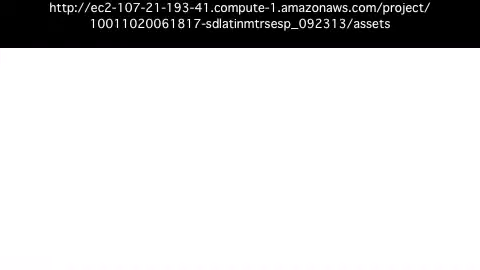 http://ec2-107-21-193-41.compute-1.amazonaws.com/project/
10011020061817-sdlatinmtrsesp_092313/assets